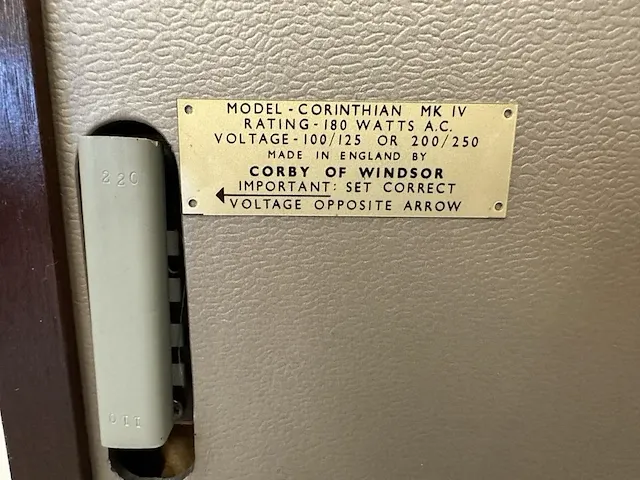 MODEL - CORINTHIAN MK IV
RATING - 180 WATTS A.C.
VOLTAGE - 100/125 OR 200/250
MADE IN ENGLAND BY
CORBY OF WINDSOR
IMPORTANT: SET CORRECT
VOLTAGE OPPOSITE ARROW
220
110